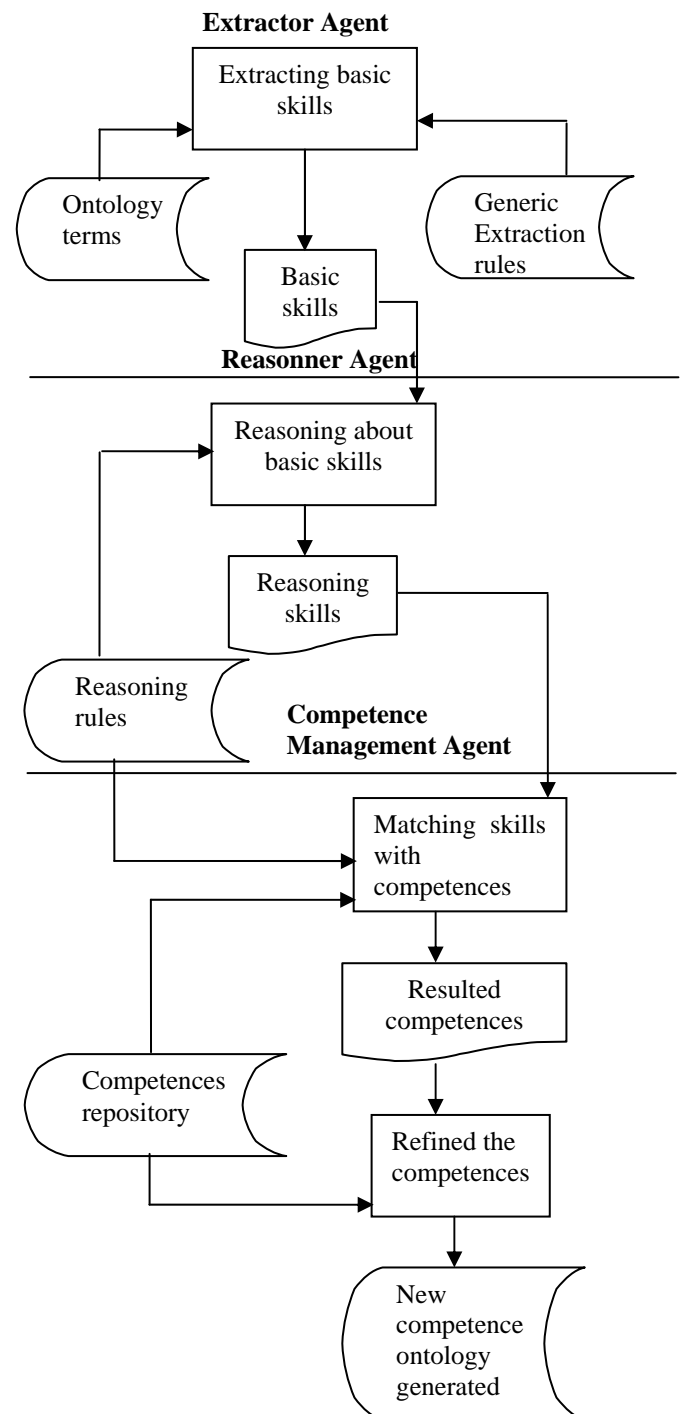 Extractor Agent
Extracting basic
skills
Ontology
terms
Generic
Extraction
rules
Basic
skills
Reasonner Agent
Reasoning about
basic skills
Reasoning
skills
Reasoning
rules
Competence
Management Agent
Matching skills
with
competences
Resulted
competences
Competences
repository
Refined the
competences
New
competence
ontology
generated